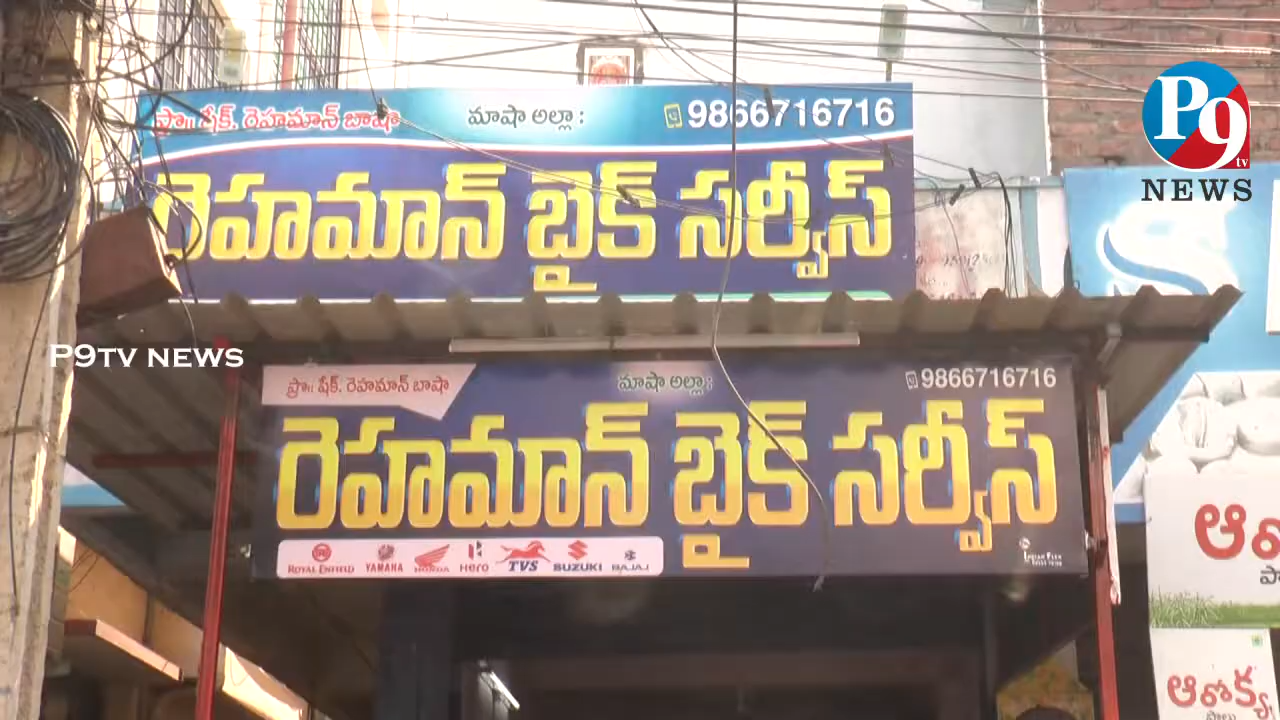 ప్రొ॥ షేక్. రెహమాన్ బాషా మాషా అల్లా : 9866716716
రెహమాన్ బైక్ సర్వీస్
P9 tv
NEWS
P9TV NEWS
ప్రొ॥ షేక్. రెహమాన్ బాషా మాషా అల్లా : 9866716716
రెహమాన్ బైక్ సర్వీస్
ROYAL ENFIELD YAMAHA HONDA Hero TVS SUZUKI BAJAJ
ఆరోక్య
పాలు